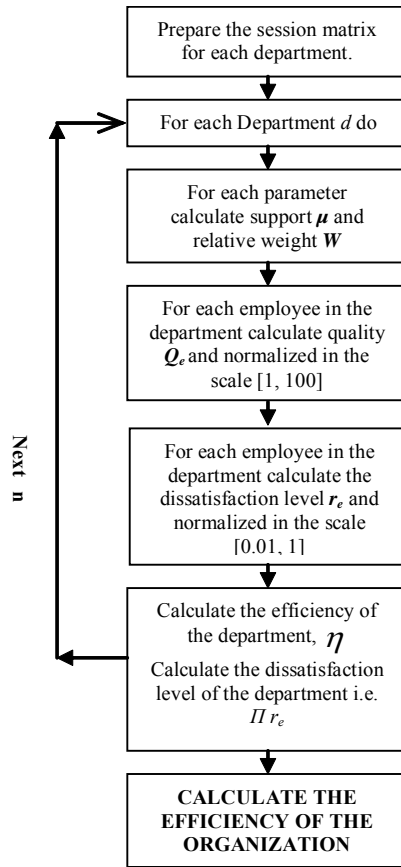 Prepare the session matrix
for each department.
For each Department d do
For each parameter
calculate support μ and
relative weight W
For each employee in the
department calculate quality
Qe and normalized in the
scale [1, 100]
For each employee in the
department calculate the
dissatisfaction level re and
normalized in the scale
[0.01, 1]
Calculate the efficiency of
the department, η
Calculate the dissatisfaction
level of the department i.e.
Π re
Next n
CALCULATE THE
EFFICIENCY OF THE
ORGANIZATION